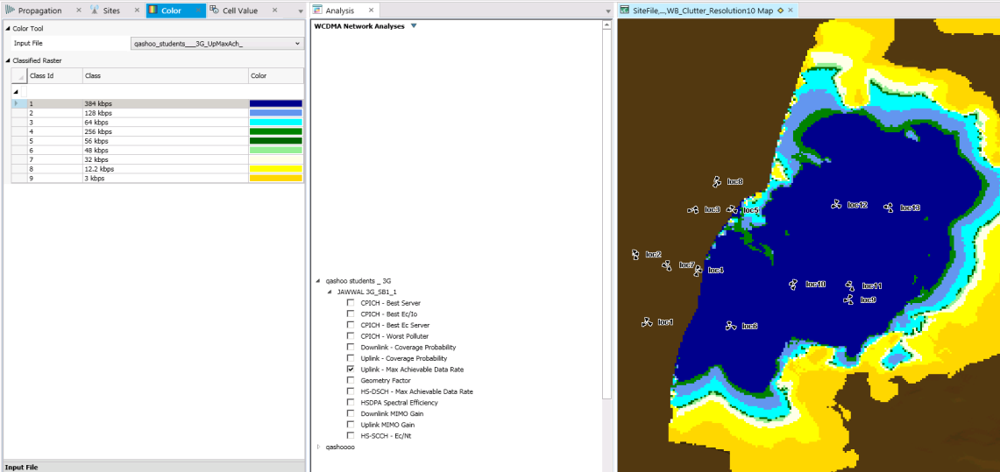 Propagation
Sites
Color
Cell Value
Color Tool
Input File
qashoo_students___3G_UpMaxAch_
Classified Raster
Class Id Class Color
1 384 kbps
2 128 kbps
3 64 kbps
4 256 kbps
5 56 kbps
6 48 kbps
7 32 kbps
8 12.2 kbps
9 3 kbps
Input File
Analysis
WCDMA Network Analyses
qashoo students _ 3G
JAWWAL 3G_SB1_1
CPICH - Best Server
CPICH - Best Ec/Io
CPICH - Best Ec Server
CPICH - Worst Polluter
Downlink - Coverage Probability
Uplink - Coverage Probability
Uplink - Max Achievable Data Rate
Geometry Factor
HS-DSCH - Max Achievable Data Rate
HSDPA Spectral Efficiency
Downlink MIMO Gain
Uplink MIMO Gain
HS-SCCH - Ec/Nt
qashoooo
SiteFile,...,WB_Clutter_Resolution10 Map
loc8
loc3
loc5
loc12
loc13
loc2
loc7
loc4
loc10
loc11
loc9
loc1
loc6